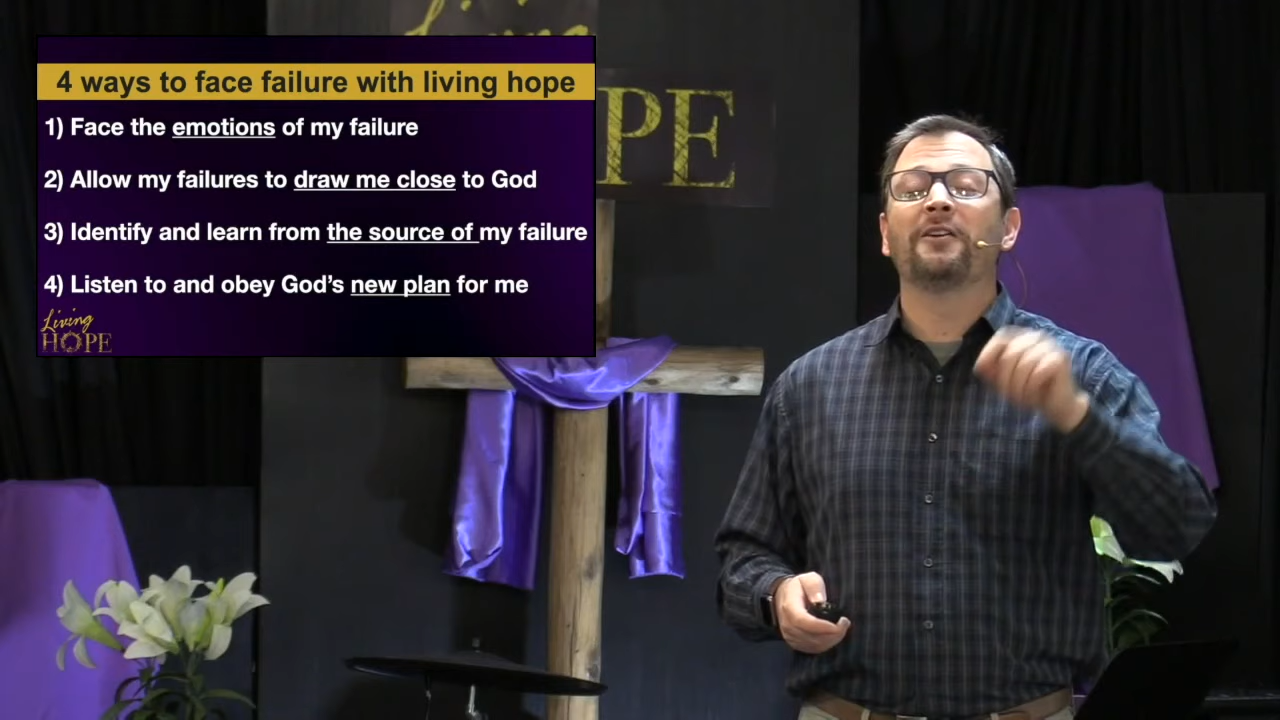 4 ways to face failure with living hope
1) Face the emotions of my failure
2) Allow my failures to draw me close to God
3) Identify and learn from the source of my failure
4) Listen to and obey God’s new plan for me
Living
HOPE
PE